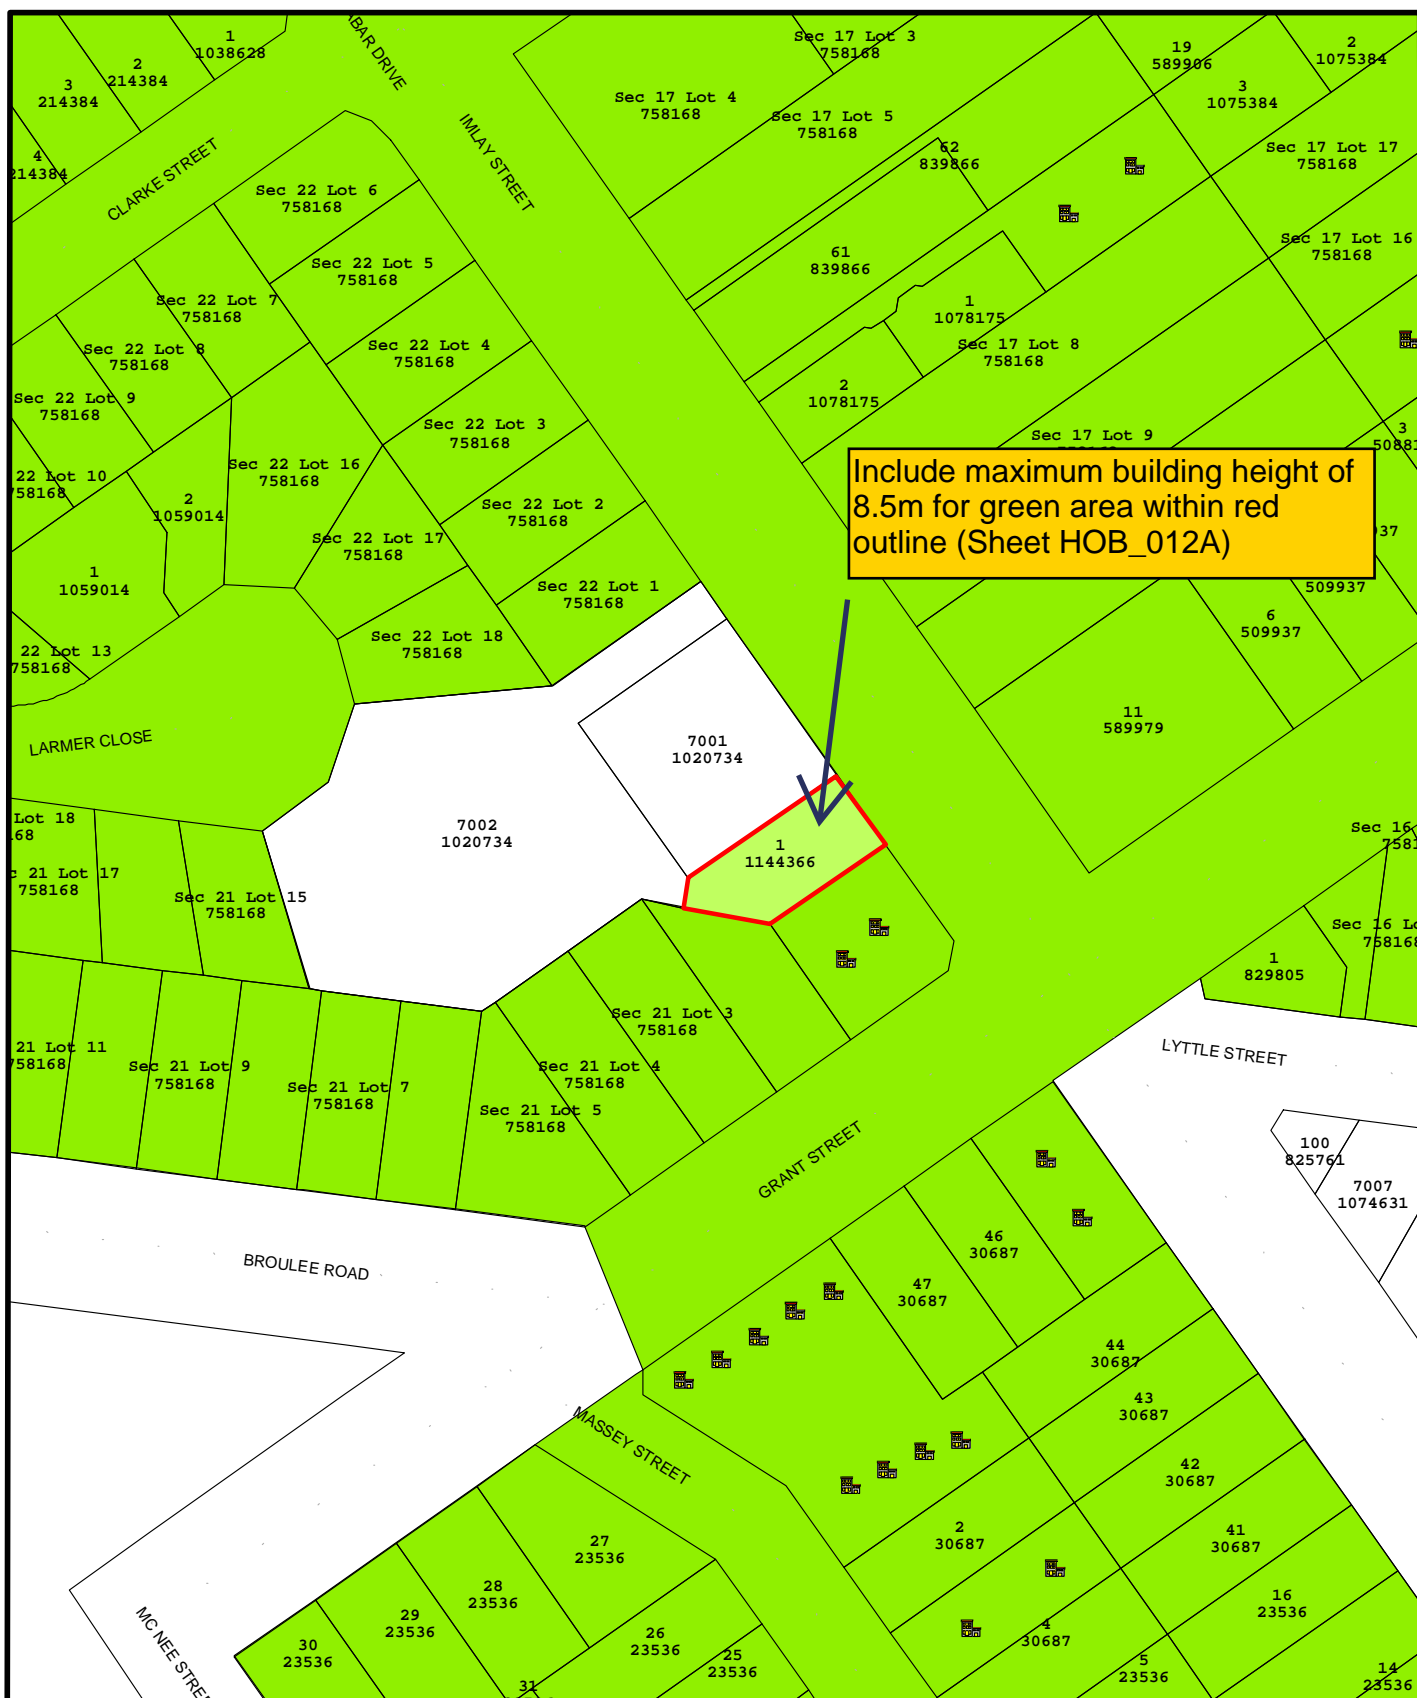 1
1038628
2
214384
3
214384
4
214384
CLARKE STREET
BAR DRIVE
IMLAY STREET
Sec 17 Lot 3
758168
Sec 17 Lot 4
758168
Sec 17 Lot 5
758168
19
589906
2
1075384
3
1075384
62
839866
Sec 17 Lot 17
758168
Sec 17 Lot 16
758168
61
839866
1
1078175
Sec 17 Lot 8
758168
2
1078175
Sec 17 Lot 9
3
5088
Sec 22 Lot 6
758168
Sec 22 Lot 5
758168
Sec 22 Lot 7
758168
Sec 22 Lot 8
758168
Sec 22 Lot 4
758168
Sec 22 Lot 9
758168
Sec 22 Lot 3
758168
22 Lot 10
758168
Sec 22 Lot 16
758168
2
1059014
Sec 22 Lot 2
758168
Sec 22 Lot 17
758168
1
1059014
Sec 22 Lot 1
758168
22 Lot 13
758168
Sec 22 Lot 18
758168
Include maximum building height of
8.5m for green area within red
outline (Sheet HOB_012A)
37
509937
6
509937
11
589979
LARMER CLOSE
7001
1020734
7002
1020734
1
1144366
Lot 18
68
21 Lot 17
758168
Sec 21 Lot 15
758168
Sec 16
758
Sec 16 L
758168
1
829805
LYTTLE STREET
Sec 21 Lot 3
758168
Sec 21 Lot 4
758168
Sec 21 Lot 5
758168
21 Lot 11
758168
Sec 21 Lot 9
758168
Sec 21 Lot 7
758168
GRANT STREET
100
825761
7007
1074631
BROULEE ROAD
46
30687
47
30687
44
30687
43
30687
42
30687
41
30687
MASSEY STREET
2
30687
27
23536
28
23536
29
23536
30
23536
26
23536
25
23536
31
4
30687
5
23536
16
23536
14
23536
MC NEE STRE